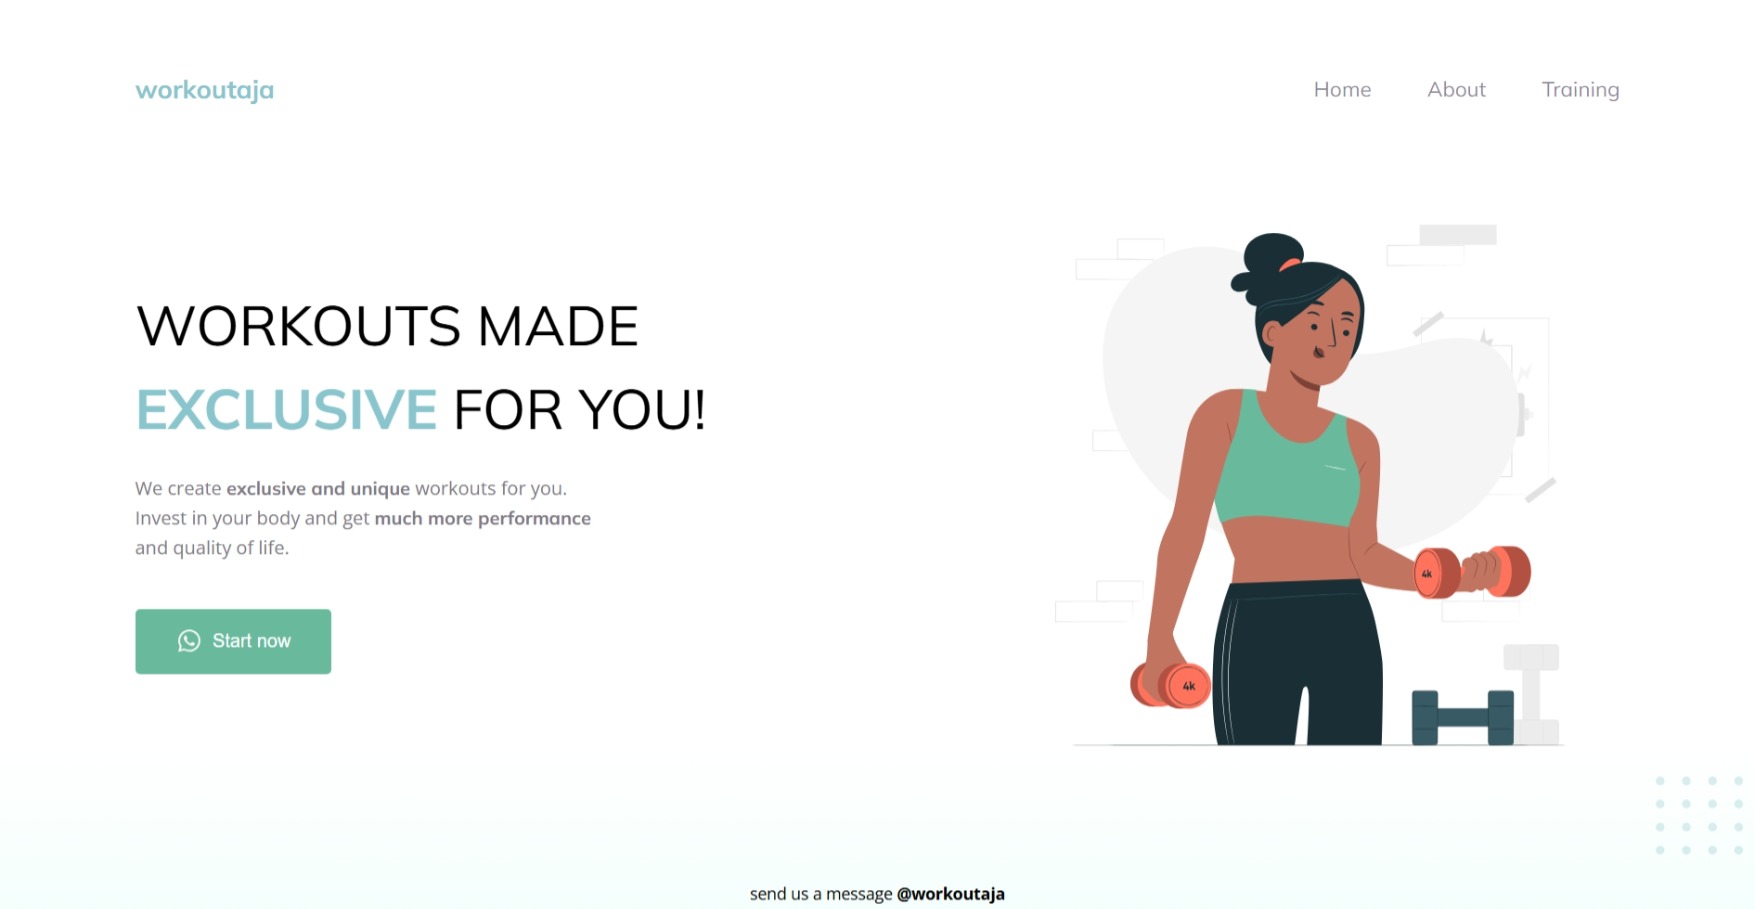 workoutaja
Home About Training
WORKOUTS MADE
EXCLUSIVE FOR YOU!
We create exclusive and unique workouts for you.
Invest in your body and get much more performance
and quality of life.
Start now
4k
4k
send us a message @workoutaja